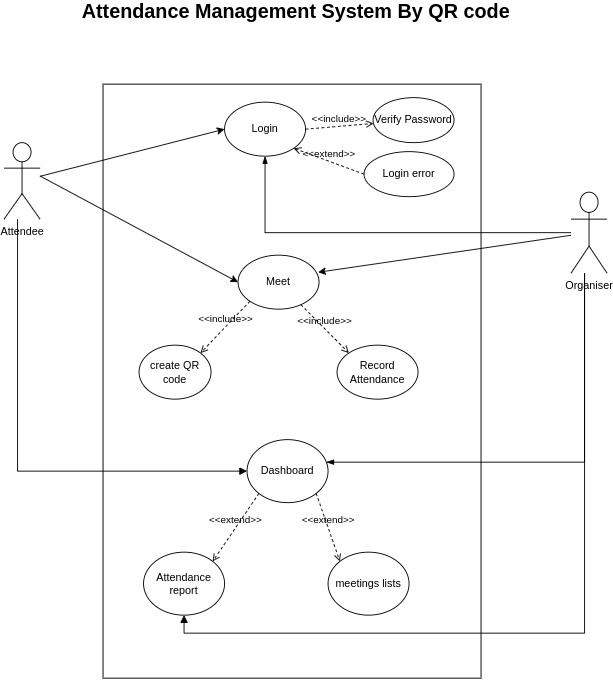 Attendance Management System By QR code
Login
<<include>>
Verify Password
<<extend>>
Login error
Attendee
Organiser
Meet
<<include>>
<<include>>
create QR
code
Record
Attendance
Dashboard
<<extend>>
<<extend>>
Attendance
report
meetings lists